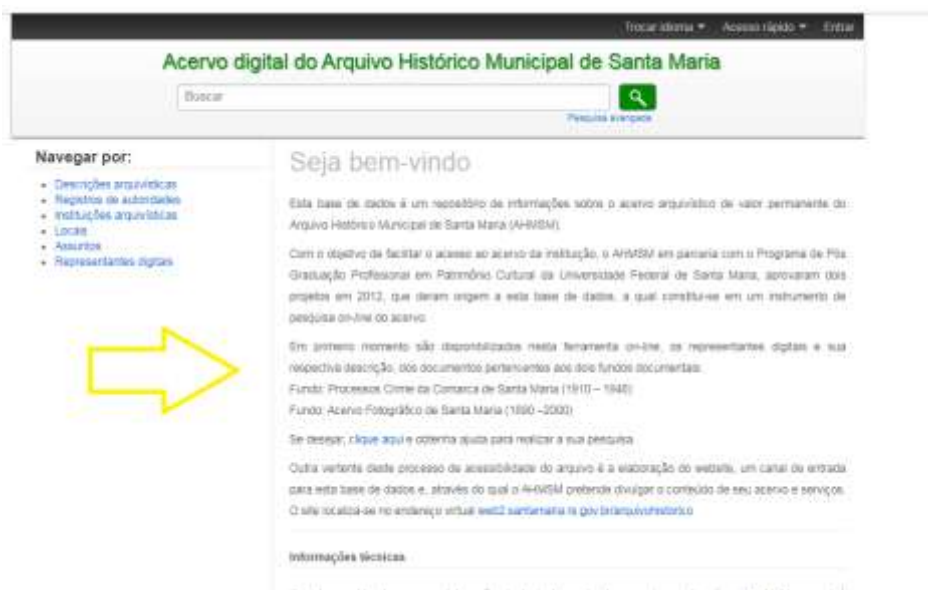 Trocar idioma Acesso rápido Entrar
Acervo digital do Arquivo Histórico Municipal de Santa Maria
Buscar
Pesquisa avançada
Navegar por:
Descrições arquivísticas
Registros de autoridades
Instituições arquivísticas
Locais
Assuntos
Representantes digitais
Seja bem-vindo
Esta base de dados é um repositório de informações sobre o acervo arquivístico de valor permanente do
Arquivo Histórico Municipal de Santa Maria (AHMSM).
Com o objetivo de facilitar o acesso ao acervo da instituição, o AHMSM em parceria com o Programa de Pós
Graduação Profissional em Patrimônio Cultural da Universidade Federal de Santa Maria, aprovaram dois
projetos em 2012, que deram origem a esta base de dados, a qual constitui-se em um instrumento de
pesquisa on-line do acervo.
Em primeiro momento são disponibilizados nesta ferramenta on-line, os representantes digitais e sua
respectiva descrição, dos documentos pertencentes aos dois fundos documentais:
Fundo: Processos Crime da Comarca de Santa Maria (1910 – 1946)
Fundo: Acervo Fotográfico de Santa Maria (1890 –2000)
Se desejar, clique aqui e obtenha ajuda para realizar a sua pesquisa.
Outra vertente deste processo de acessibilidade do arquivo é a elaboração do website, um canal de entrada
para esta base de dados e, através do qual o AHMSM pretende divulgar o conteúdo de seu acervo e serviços.
O site localiza-se no endereço virtual web2.santamaria.rs.gov.br/arquivohistorico
Informações técnicas